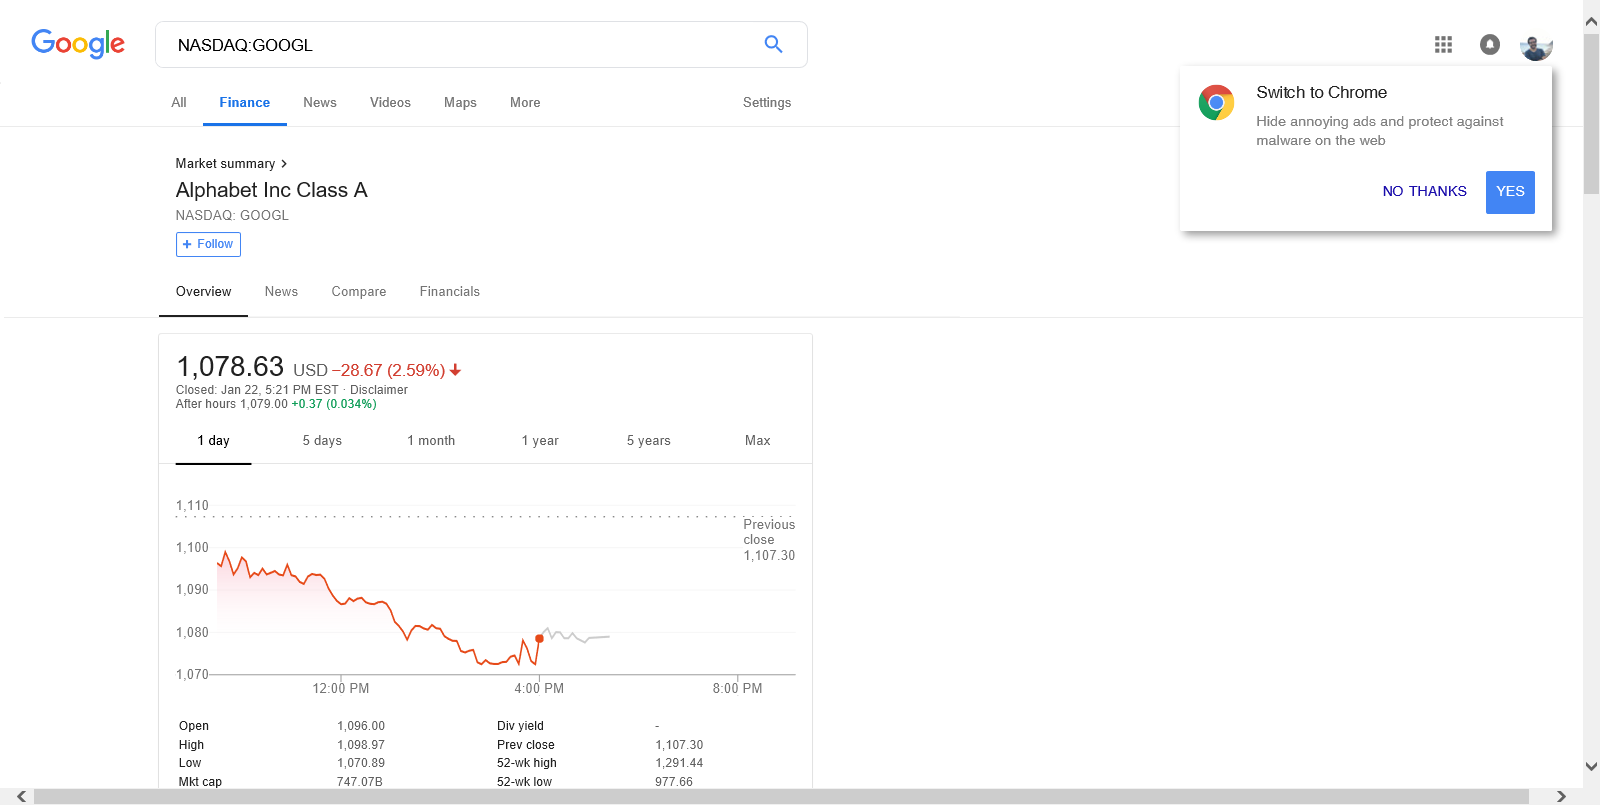 Google
NASDAQ:GOOGL
All Finance News Videos Maps More Settings
Switch to Chrome
Hide annoying ads and protect against
malware on the web
NO THANKS YES
Market summary >
Alphabet Inc Class A
NASDAQ: GOOGL
+ Follow
Overview News Compare Financials
1,078.63 USD −28.67 (2.59%)
Closed: Jan 22, 5:21 PM EST · Disclaimer
After hours 1,079.00 +0.37 (0.034%)
1 day 5 days 1 month 1 year 5 years Max
1,110
Previous
close
1,107.30
1,100
1,090
1,080
1,070
12:00 PM 4:00 PM 8:00 PM
Open 1,096.00 Div yield -
High 1,098.97 Prev close 1,107.30
Low 1,070.89 52-wk high 1,291.44
Mkt cap 747.07B 52-wk low 977.66